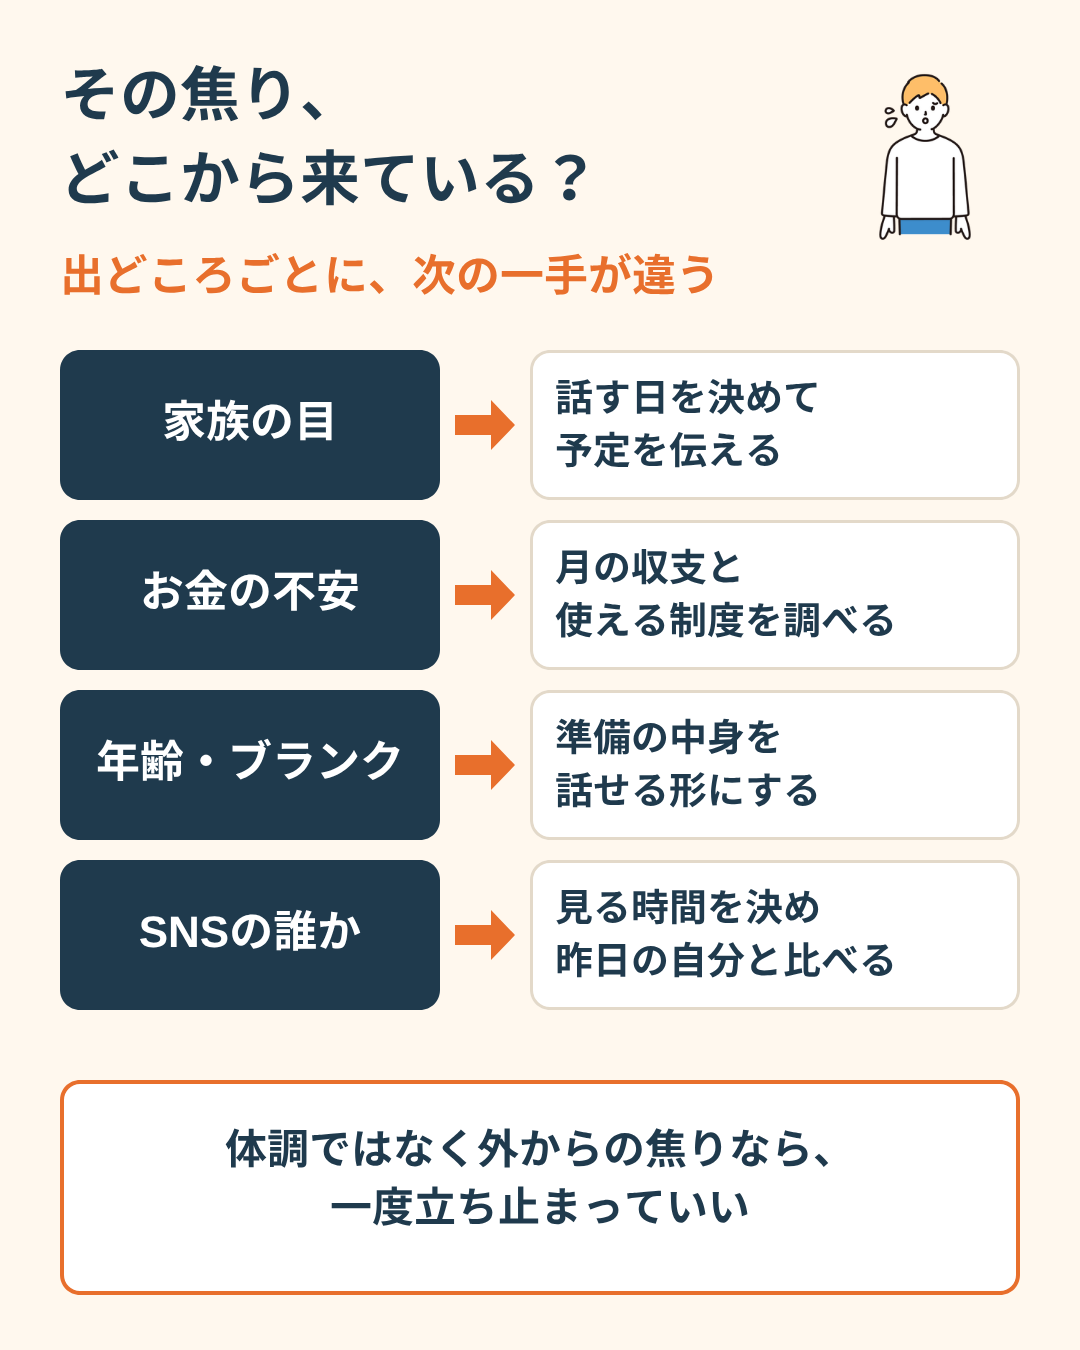 その焦り、
どこから来ている？
出どころごとに、次の一手が違う
家族の目
話す日を決めて
予定を伝える
お金の不安
月の収支と
使える制度を調べる
年齢・ブランク
準備の中身を
話せる形にする
SNSの誰か
見る時間を決め
昨日の自分と比べる
体調ではなく外からの焦りなら、
一度立ち止まっていい